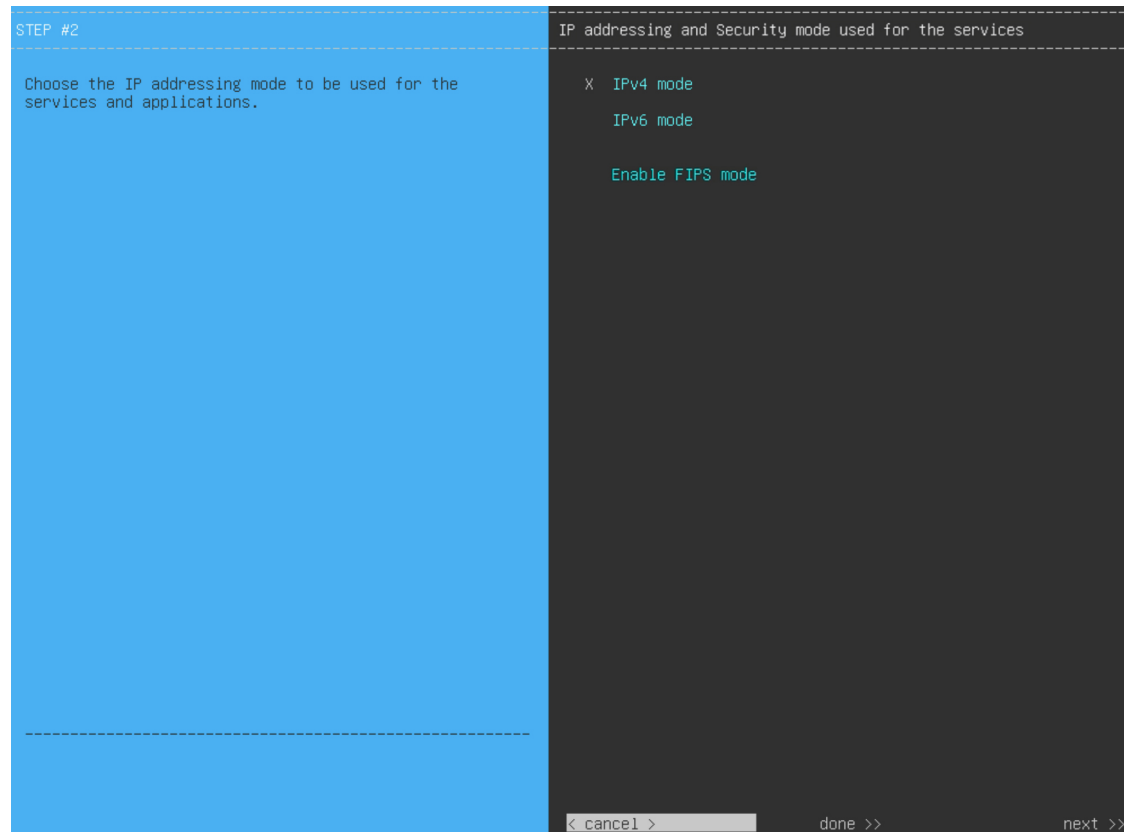 STEP #2
Choose the IP addressing mode to be used for the
services and applications.
IP addressing and Security mode used for the services
X IPv4 mode
IPv6 mode
Enable FIPS mode
< cancel > done >> next >>